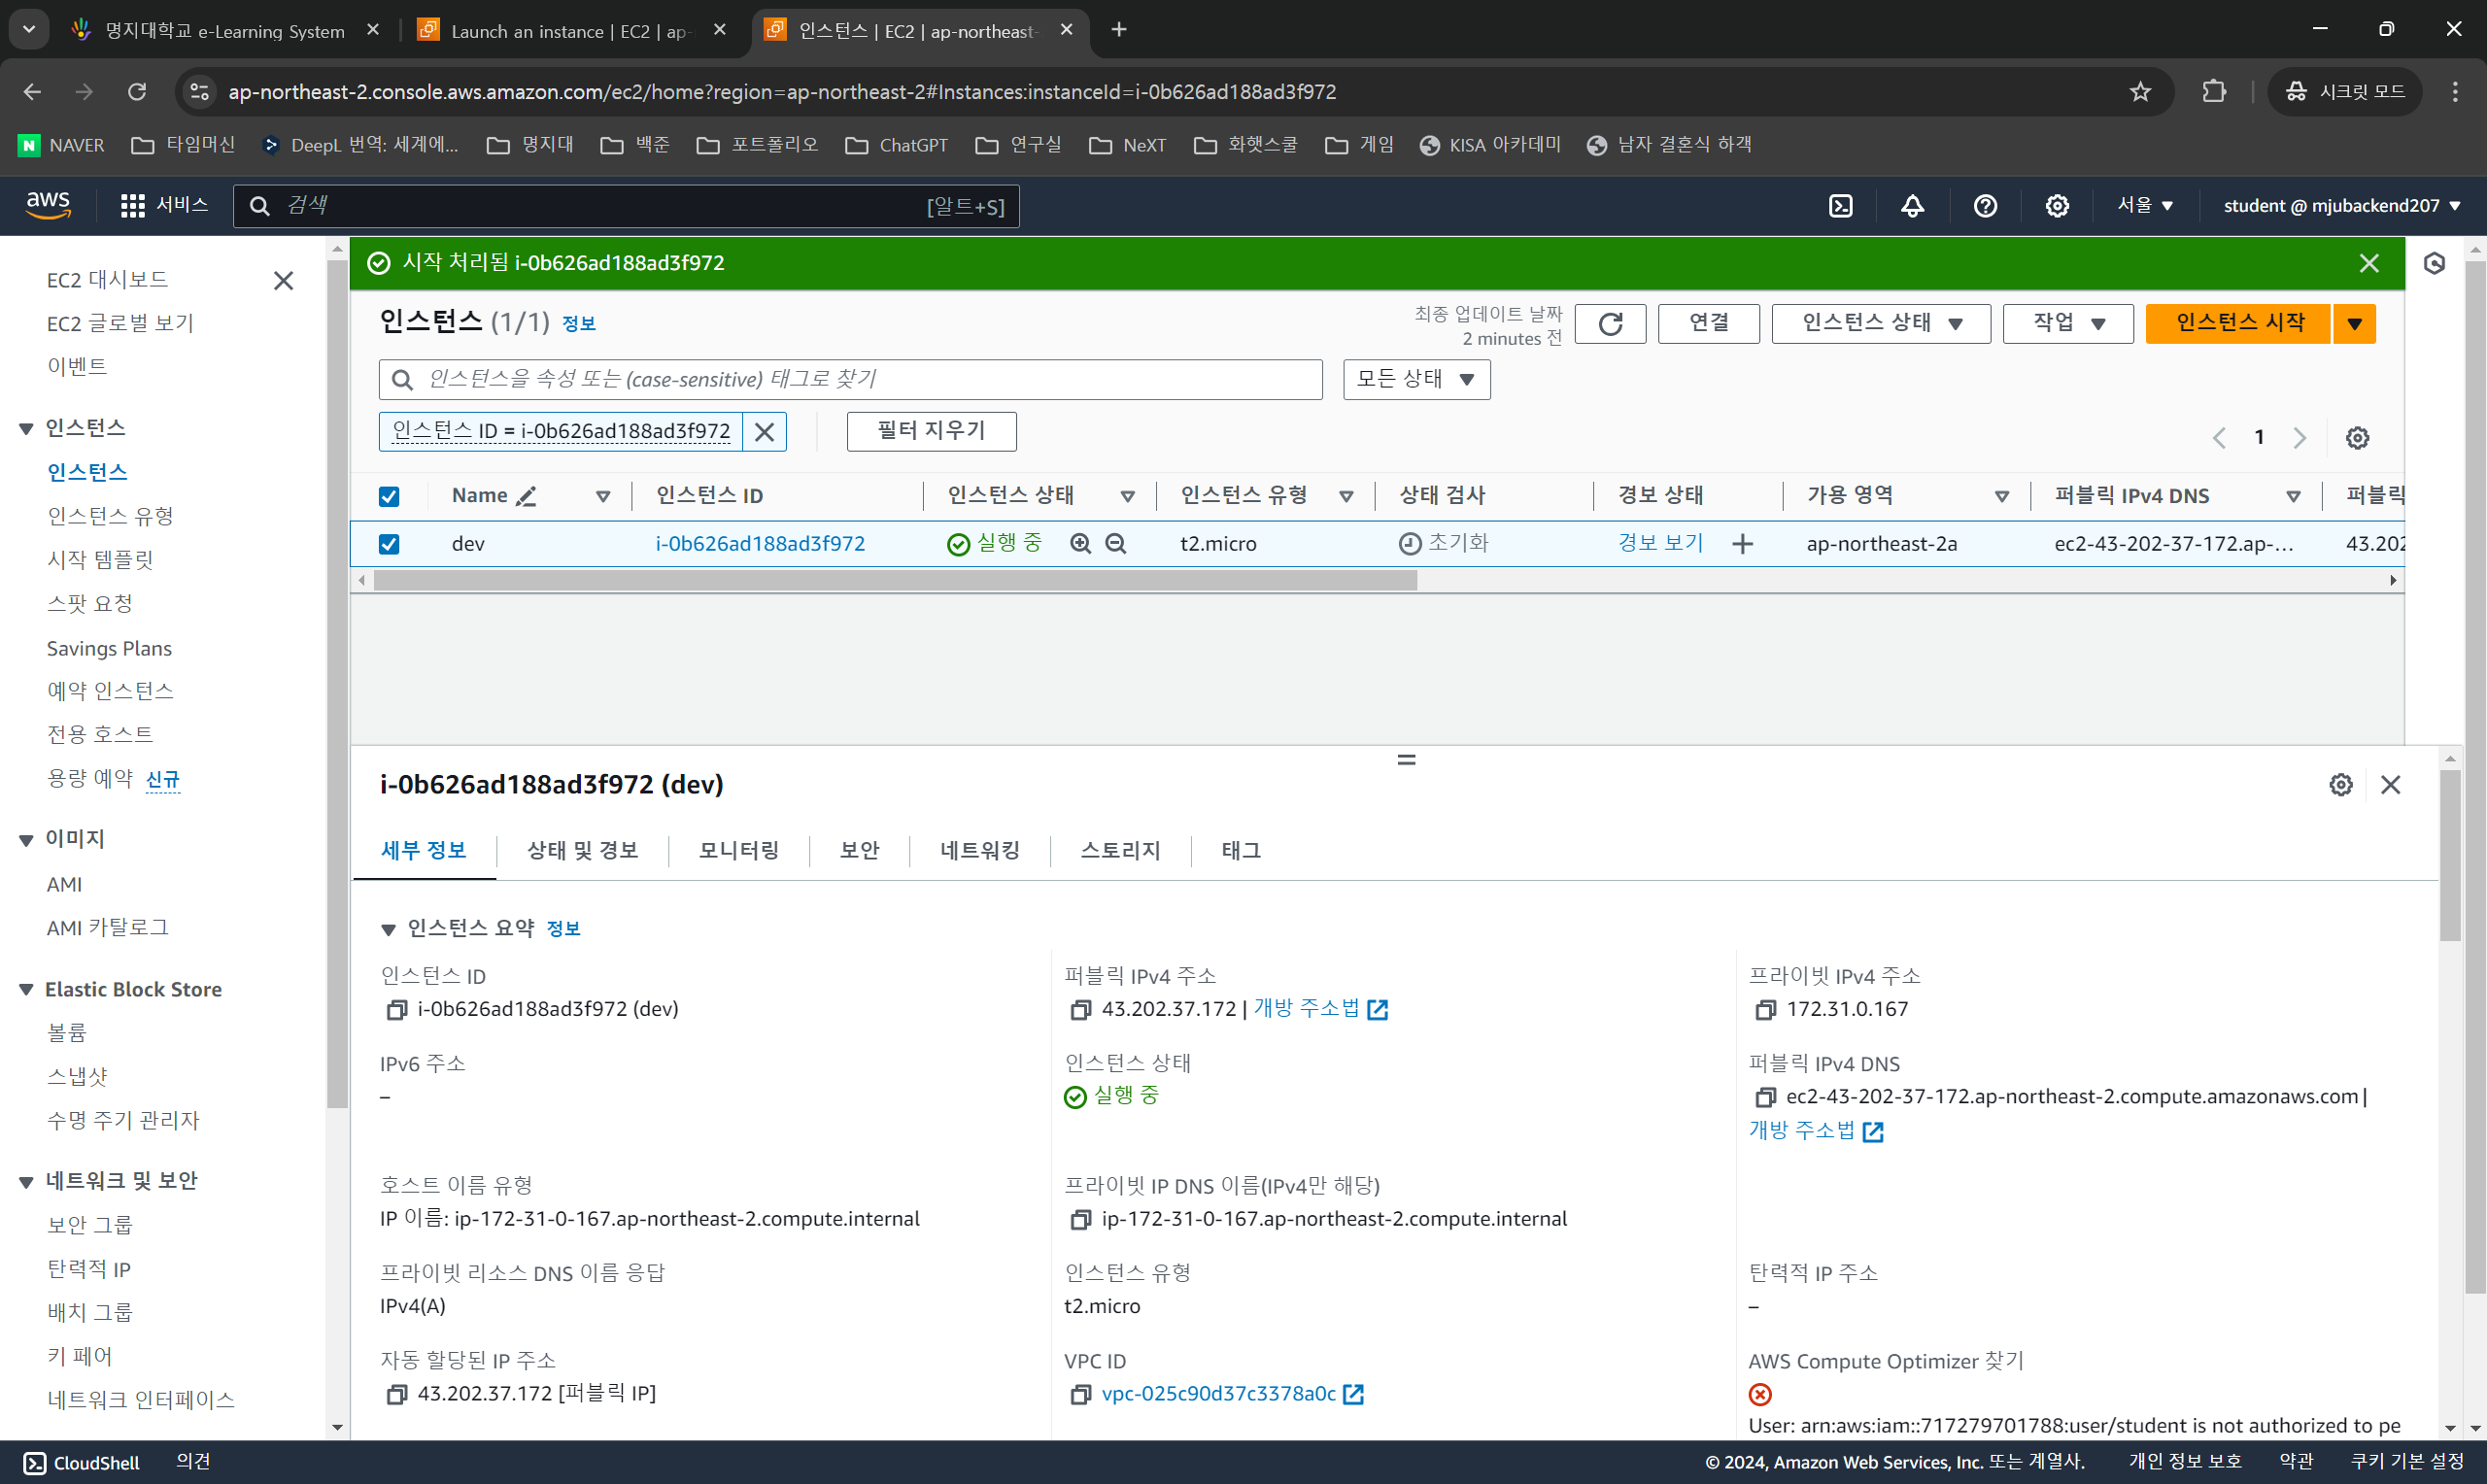 명지대학교 e-Learning System
Launch an instance | EC2 | ap-
인스턴스 | EC2 | ap-northeast-
ap-northeast-2.console.aws.amazon.com/ec2/home?region=ap-northeast-2#Instances:instanceId=i-0b626ad188ad3f972
시크릿 모드
NAVER 타임머신 DeepL 번역: 세계에... 명지대 백준 포트폴리오 ChatGPT 연구실 NeXT 화햇스쿨 게임 KISA 아카데미 남자 결혼식 하객
aws 서비스 검색 [알트+S] 서울 student @ mjubackend207
EC2 대시보드
EC2 글로벌 보기
이벤트
인스턴스
인스턴스
인스턴스 유형
시작 템플릿
스팟 요청
Savings Plans
예약 인스턴스
전용 호스트
용량 예약 신규
이미지
AMI
AMI 카탈로그
Elastic Block Store
볼륨
스냅샷
수명 주기 관리자
네트워크 및 보안
보안 그룹
탄력적 IP
배치 그룹
키 페어
네트워크 인터페이스
시작 처리됨 i-0b626ad188ad3f972
인스턴스 (1/1) 정보
최종 업데이트 날짜
2 minutes 전
연결 인스턴스 상태 작업 인스턴스 시작
인스턴스을 속성 또는 (case-sensitive) 태그로 찾기
모든 상태
인스턴스 ID = i-0b626ad188ad3f972
필터 지우기
1
Name 인스턴스 ID 인스턴스 상태 인스턴스 유형 상태 검사 경보 상태 가용 영역 퍼블릭 IPv4 DNS 퍼블릭
dev i-0b626ad188ad3f972 실행 중 t2.micro 초기화 경보 보기 ap-northeast-2a ec2-43-202-37-172.ap-... 43.202
i-0b626ad188ad3f972 (dev)
세부 정보 상태 및 경보 모니터링 보안 네트워킹 스토리지 태그
인스턴스 요약 정보
인스턴스 ID
i-0b626ad188ad3f972 (dev)
퍼블릭 IPv4 주소
43.202.37.172 | 개방 주소법
프라이빗 IPv4 주소
172.31.0.167
IPv6 주소
–
인스턴스 상태
실행 중
퍼블릭 IPv4 DNS
ec2-43-202-37-172.ap-northeast-2.compute.amazonaws.com |
개방 주소법
호스트 이름 유형
IP 이름: ip-172-31-0-167.ap-northeast-2.compute.internal
프라이빗 IP DNS 이름(IPv4만 해당)
ip-172-31-0-167.ap-northeast-2.compute.internal
프라이빗 리소스 DNS 이름 응답
IPv4(A)
인스턴스 유형
t2.micro
탄력적 IP 주소
–
자동 할당된 IP 주소
43.202.37.172 [퍼블릭 IP]
VPC ID
vpc-025c90d37c3378a0c
AWS Compute Optimizer 찾기
User: arn:aws:iam::717279701788:user/student is not authorized to pe
CloudShell 의견
© 2024, Amazon Web Services, Inc. 또는 계열사. 개인 정보 보호 약관 쿠키 기본 설정